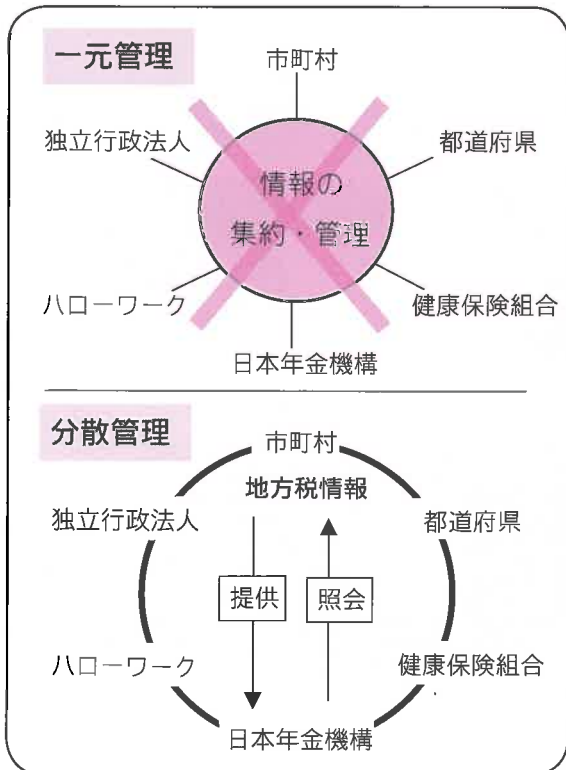 一元管理
市町村
独立行政法人
都道府県
情報の
集約・管理
ハローワーク
健康保険組合
日本年金機構
分散管理
市町村
地方税情報
独立行政法人
都道府県
提供
照会
ハローワーク
健康保険組合
日本年金機構